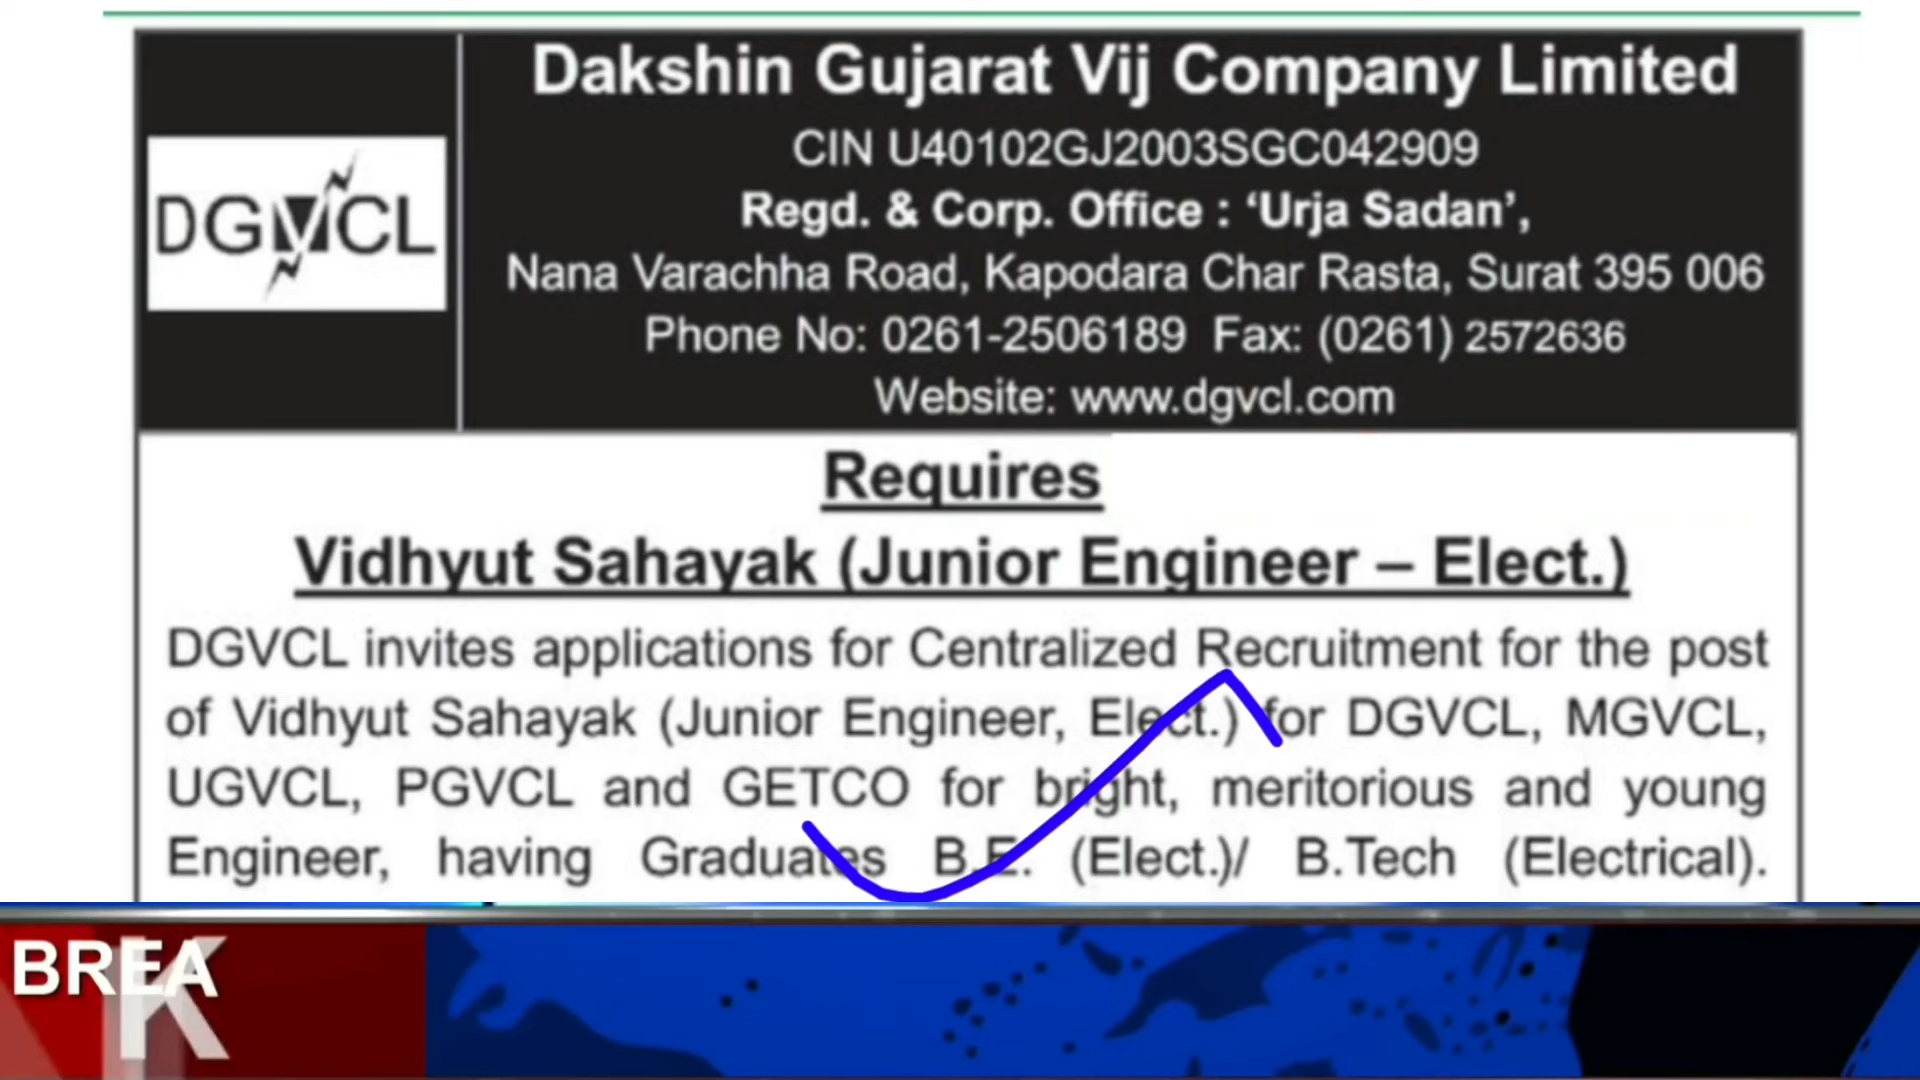 Dakshin Gujarat Vij Company Limited
CIN U40102GJ2003SGC042909
Regd. & Corp. Office : ‘Urja Sadan’,
Nana Varachha Road, Kapodara Char Rasta, Surat 395 006
Phone No: 0261-2506189 Fax: (0261) 2572636
Website: www.dgvcl.com
DGVCL
Requires
Vidhyut Sahayak (Junior Engineer – Elect.)
DGVCL invites applications for Centralized Recruitment for the post
of Vidhyut Sahayak (Junior Engineer, Elect.) for DGVCL, MGVCL,
UGVCL, PGVCL and GETCO for bright, meritorious and young
Engineer, having Graduates B.E. (Elect.)/ B.Tech (Electrical).
BREA
K